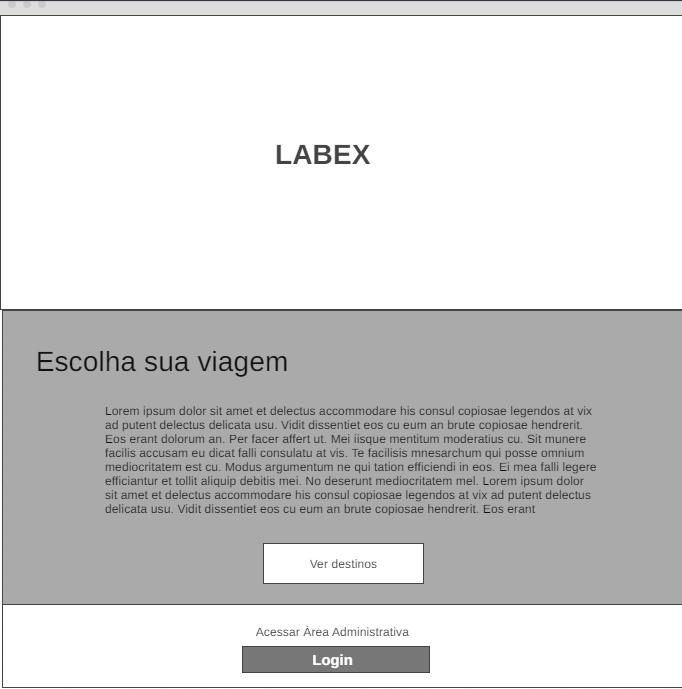 LABEX
Escolha sua viagem
Lorem ipsum dolor sit amet et delectus accommodare his consul copiosae legendos at vix
ad putent delectus delicata usu. Vidit dissentiet eos cu eum an brute copiosae hendrerit.
Eos erant dolorum an. Per facer affert ut. Mei iisque mentitum moderatius cu. Sit munere
facilis accusam eu dicat falli consulatu at vis. Te facilisis mnesarchum qui posse omnium
mediocritatem est cu. Modus argumentum ne qui tation efficiendi in eos. Ei mea falli legere
efficiantur et tollit aliquip debitis mei. No deserunt mediocritatem mel. Lorem ipsum dolor
sit amet et delectus accommodare his consul copiosae legendos at vix ad putent delectus
delicata usu. Vidit dissentiet eos cu eum an brute copiosae hendrerit. Eos erant
Ver destinos
Acessar Àrea Administrativa
Login